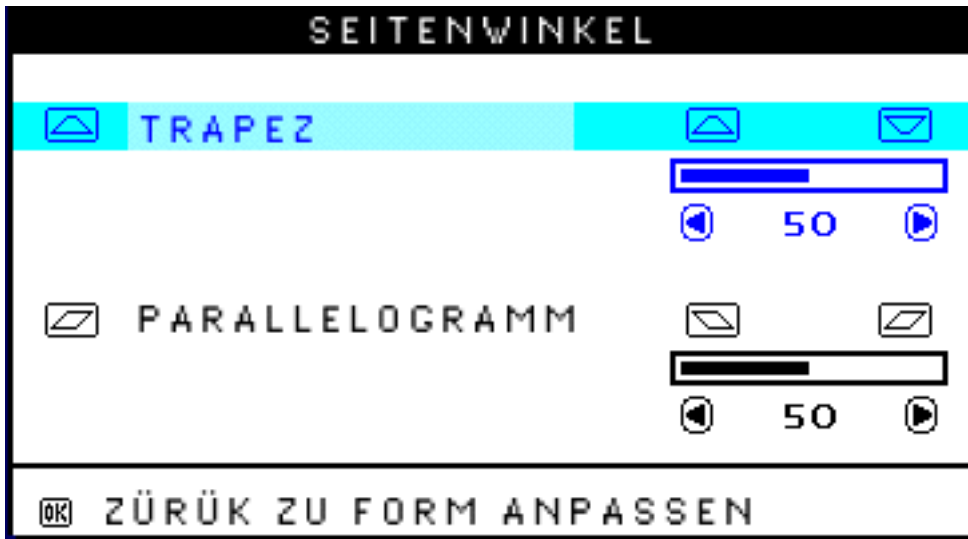 SEITENWINKEL
TRAPEZ
50
PARALLELOGRAMM
50
OK ZÜRÜK ZU FORM ANPASSEN